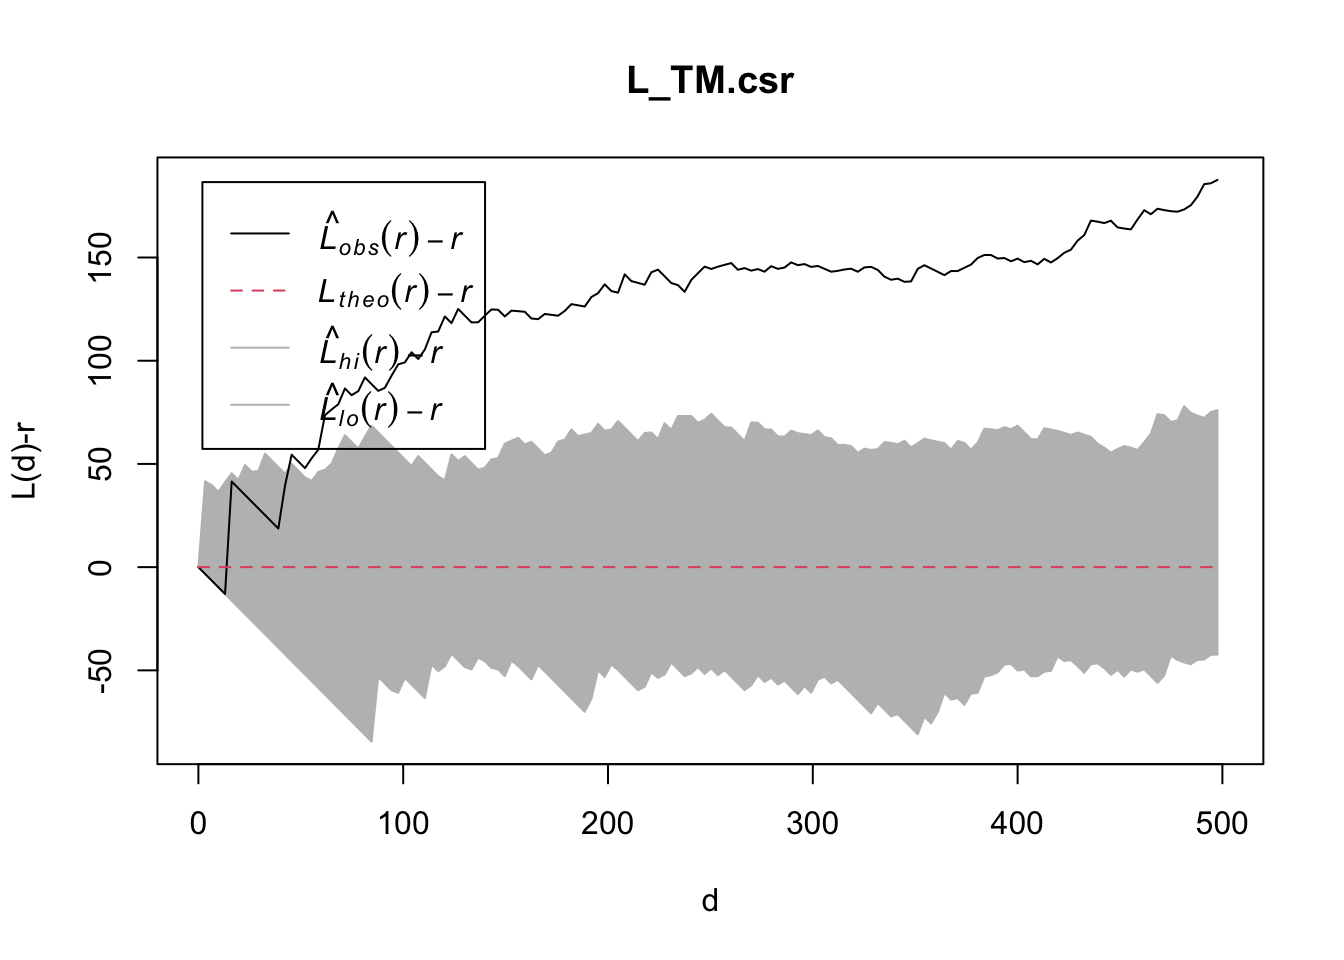 L_TM.csr
L̂obs(r) − r
Ltheo(r) − r
L̂hi(r) − r
L̂lo(r) − r
L(d)-r
150
100
50
0
-50
0 100 200 300 400 500
d